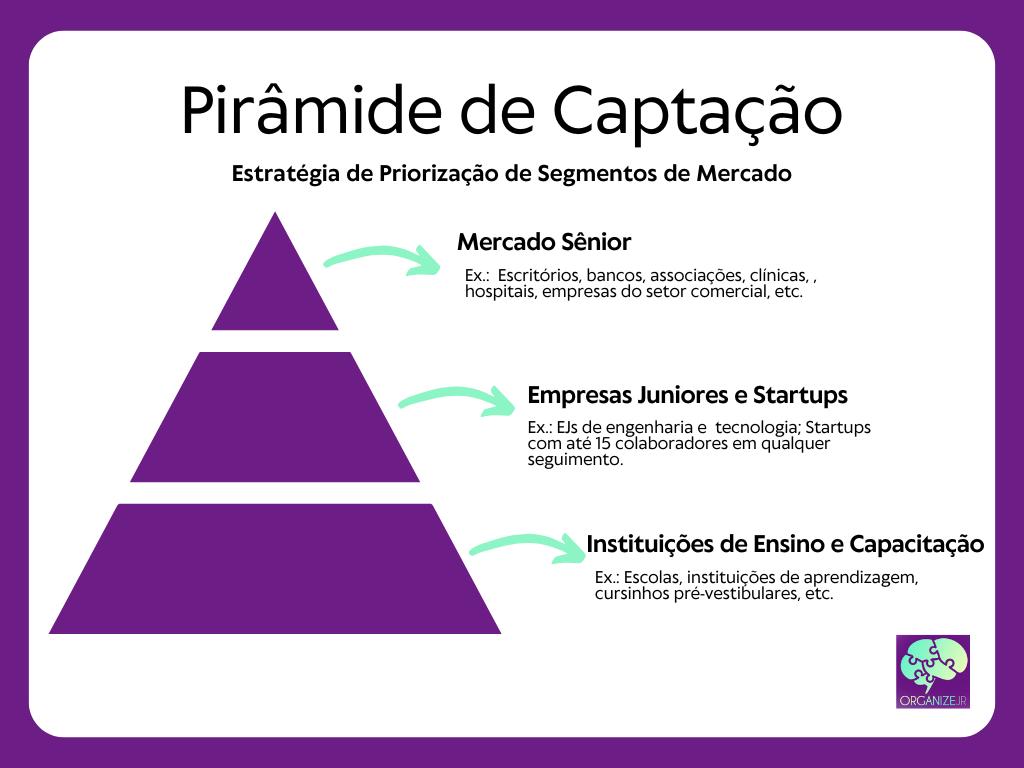 Pirâmide de Captação
Estratégia de Priorização de Segmentos de Mercado
Mercado Sênior
Ex.:  Escritórios, bancos, associações, clínicas, ,
hospitais, empresas do setor comercial, etc.
Empresas Juniores e Startups
Ex.: EJs de engenharia e  tecnologia; Startups
com até 15 colaboradores em qualquer
seguimento.
Instituições de Ensino e Capacitação
Ex.: Escolas, instituições de aprendizagem,
cursinhos pré-vestibulares, etc.
ORGANIZEJR